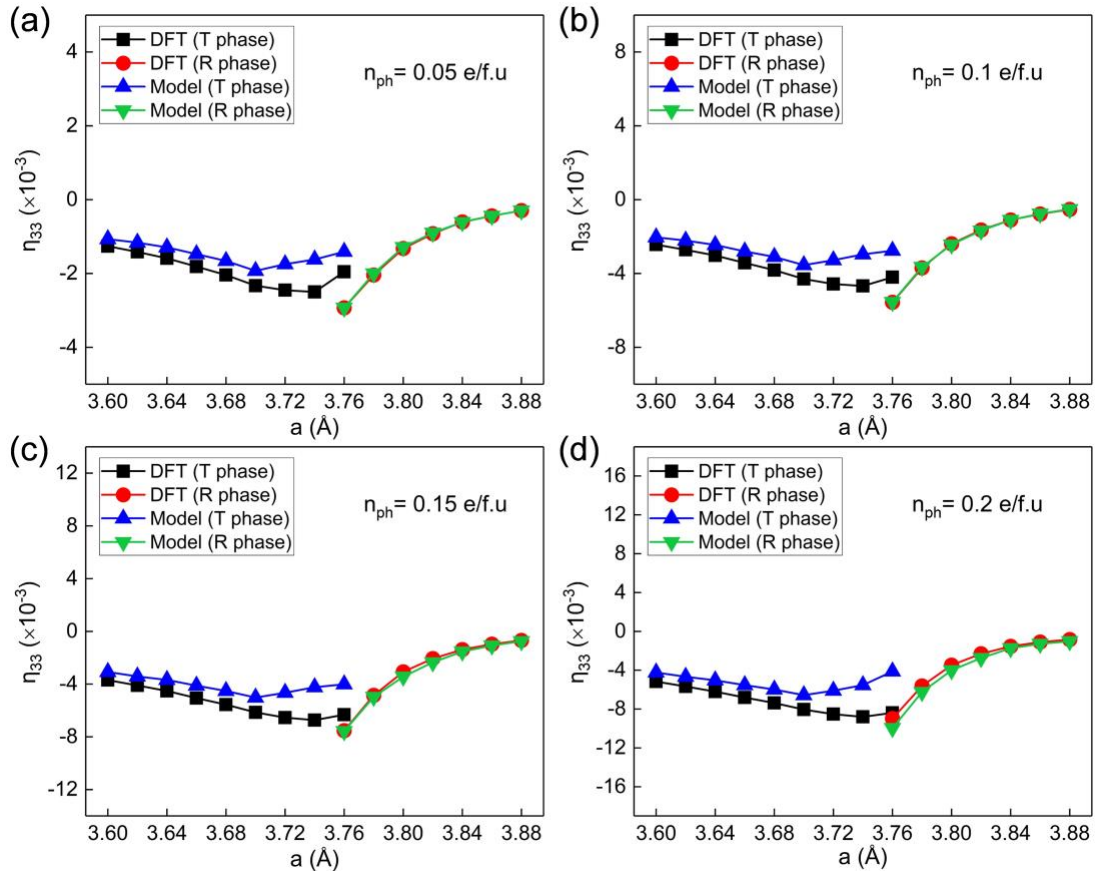 (a)
DFT (T phase)
DFT (R phase)
Model (T phase)
Model (R phase)
nph= 0.05 e/f.u
4
2
0
-2
-4
η33 (×10-3)
3.60 3.64 3.68 3.72 3.76 3.80 3.84 3.88
a (Å)
(b)
DFT (T phase)
DFT (R phase)
Model (T phase)
Model (R phase)
nph= 0.1 e/f.u
8
4
0
-4
-8
η33 (×10-3)
3.60 3.64 3.68 3.72 3.76 3.80 3.84 3.88
a (Å)
(c)
DFT (T phase)
DFT (R phase)
Model (T phase)
Model (R phase)
nph= 0.15 e/f.u
12
8
4
0
-4
-8
-12
η33 (×10-3)
3.60 3.64 3.68 3.72 3.76 3.80 3.84 3.88
a (Å)
(d)
DFT (T phase)
DFT (R phase)
Model (T phase)
Model (R phase)
nph= 0.2 e/f.u
16
12
8
4
0
-4
-8
-12
-16
η33 (×10-3)
3.60 3.64 3.68 3.72 3.76 3.80 3.84 3.88
a (Å)